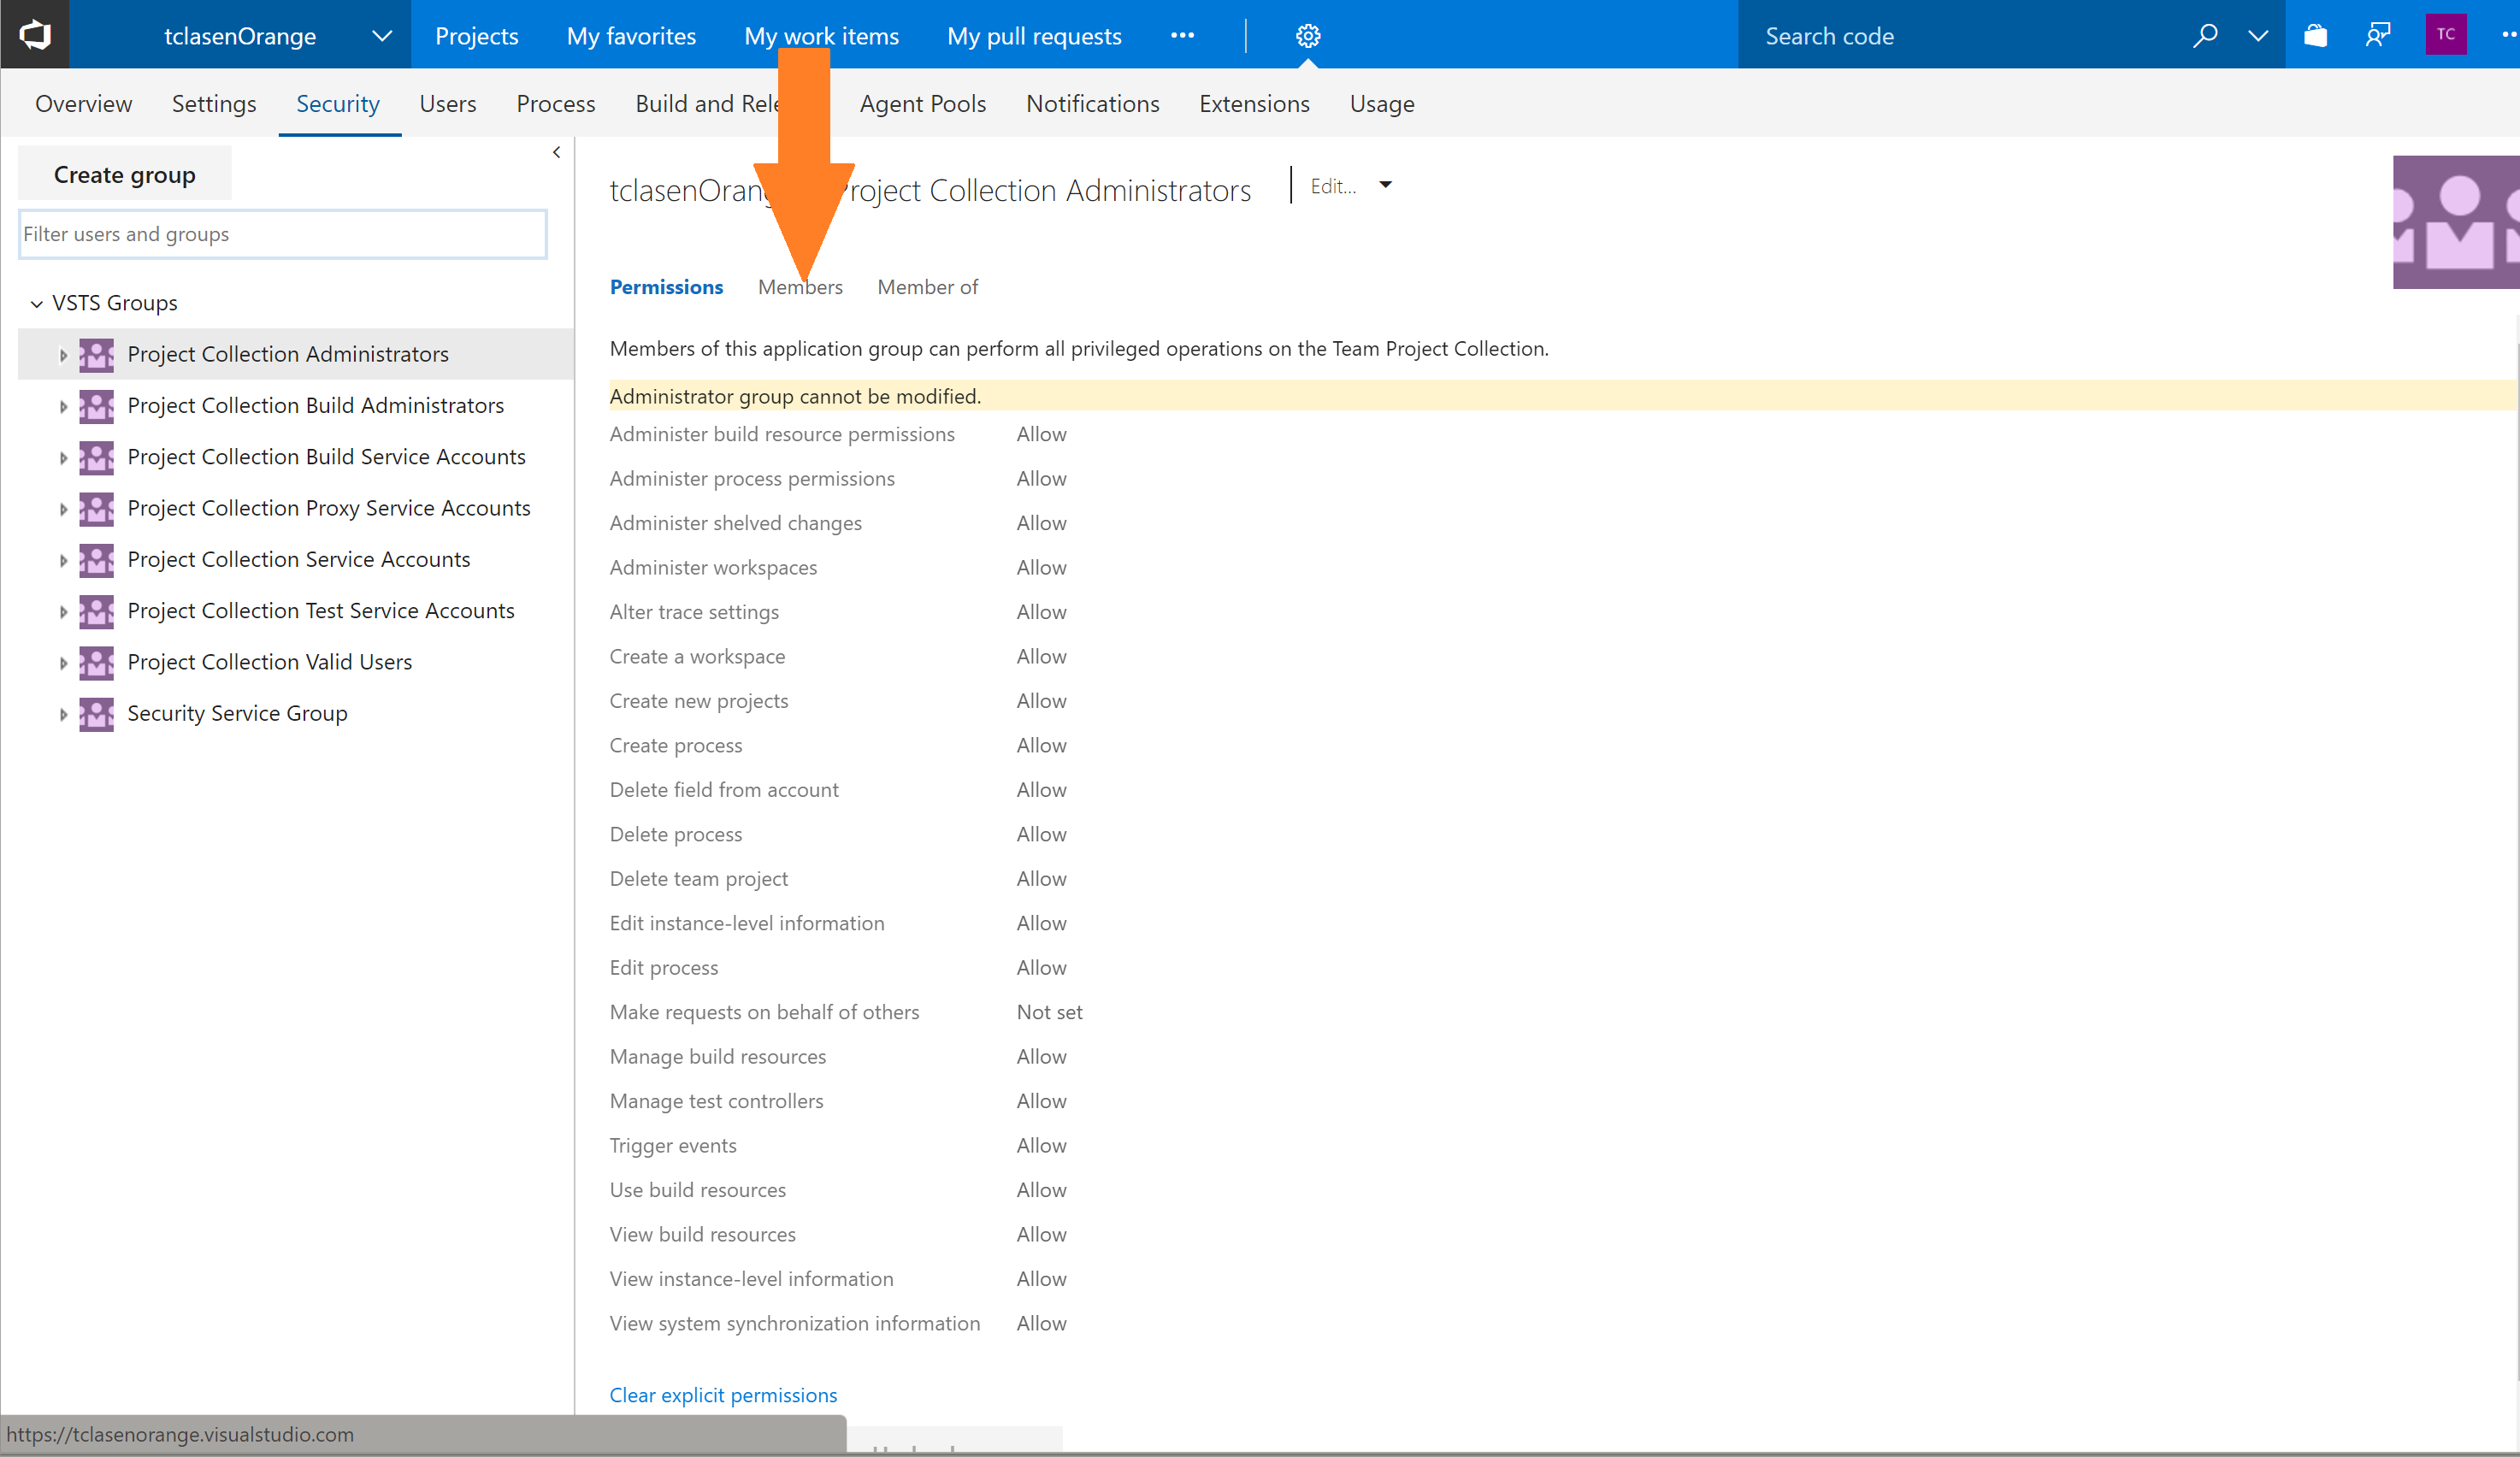 tclasenOrange Projects My favorites My work items My pull requests Search code TC
Overview Settings Security Users Process Build and Agent Pools Notifications Extensions Usage
Create group
Filter users and groups
VSTS Groups
Project Collection Administrators
Project Collection Build Administrators
Project Collection Build Service Accounts
Project Collection Proxy Service Accounts
Project Collection Service Accounts
Project Collection Test Service Accounts
Project Collection Valid Users
Security Service Group
Project Collection Administrators Edit...
Permissions Members Member of
Members of this application group can perform all privileged operations on the Team Project Collection.
Administrator group cannot be modified.
Administer build resource permissions Allow
Administer process permissions Allow
Administer shelved changes Allow
Administer workspaces Allow
Alter trace settings Allow
Create a workspace Allow
Create new projects Allow
Create process Allow
Delete field from account Allow
Delete process Allow
Delete team project Allow
Edit instance-level information Allow
Edit process Allow
Make requests on behalf of others Not set
Manage build resources Allow
Manage test controllers Allow
Trigger events Allow
Use build resources Allow
View build resources Allow
View instance-level information Allow
View system synchronization information Allow
Clear explicit permissions
https://tclasenorange.visualstudio.com